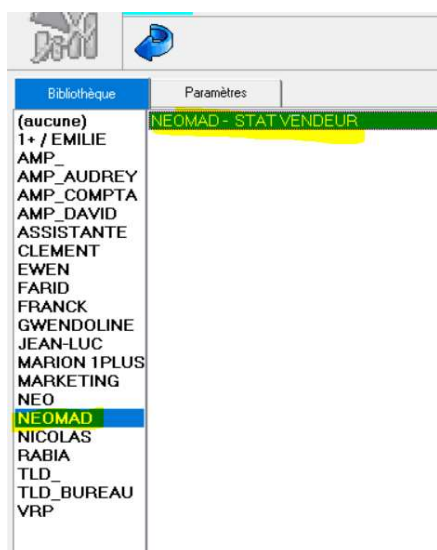 Bibliothèque
Paramètres
(aucune)
1+ / EMILIE
AMP_
AMP_AUDREY
AMP_COMPTA
AMP_DAVID
ASSISTANTE
CLEMENT
EWEN
FARID
FRANCK
GWENDOLINE
JEAN-LUC
MARION 1PLUS
MARKETING
NEO
NEOMAD
NICOLAS
RABIA
TLD_
TLD_BUREAU
VRP
NEOMAD - STAT VENDEUR